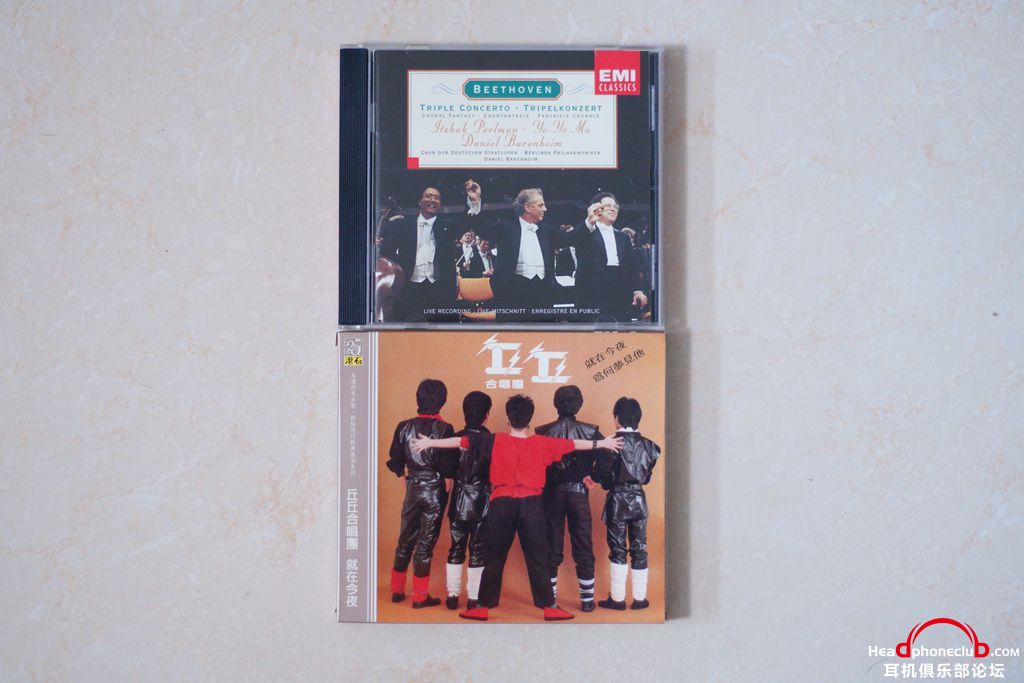 EMI
CLASSICS
BEETHOVEN
TRIPLE CONCERTO · TRIPELKONZERT
CHORAL FANTASY · CHORFANTASIE · FANTAISIE CHORALE
Itzhak Perlman · Yo-Yo Ma
Daniel Barenboim
CHOR DER DEUTSCHEN STAATSOPER · BERLINER PHILHARMONIKER
DANIEL BARENBOIM
LIVE RECORDING · LIVE-MITSCHNITT · ENREGISTRÉ EN PUBLIC
25
滾石
丘丘
合唱團
就在今夜
爲何夢見他
丘丘合唱團 就在今夜
HeadphoneclUb.com
耳机俱乐部论坛